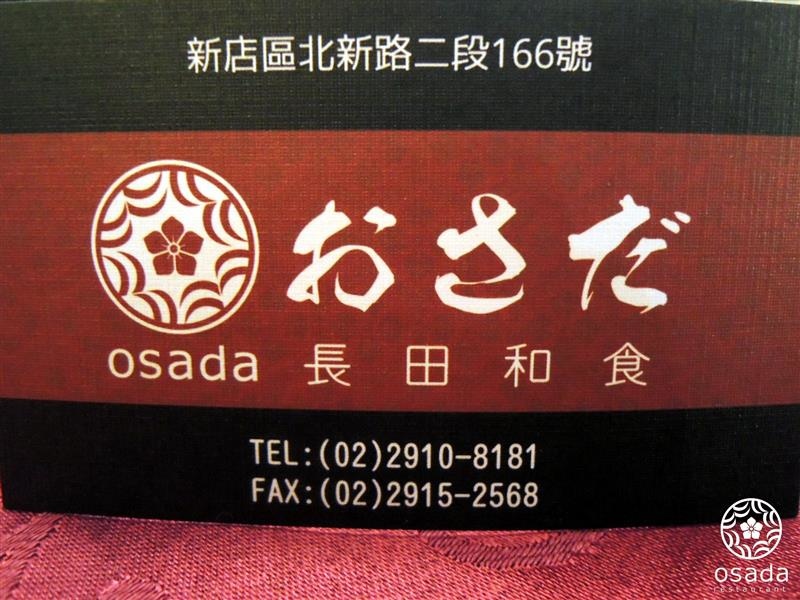 新店區北新路二段166號
おさだ
osada 長田和食
TEL:(02)2910-8181
FAX:(02)2915-2568
osada
restaurant